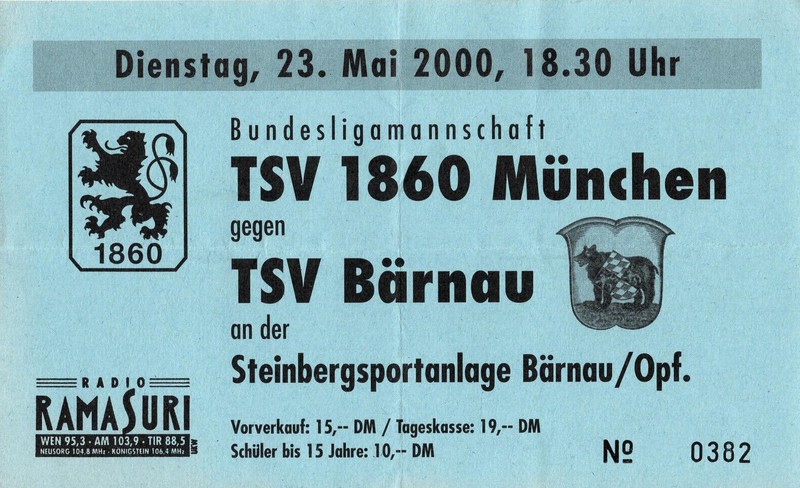 Dienstag, 23. Mai 2000, 18.30 Uhr
Bundesligamannschaft
TSV 1860 München
gegen
1860
TSV Bärnau
an der
Steinbergsportanlage Bärnau/Opf.
RADIO
RAMASURI
WEN 95,3 · AM 103,9 · TIR 88,5
NEUSORG 104.8 MHz · KÖNIGSTEIN 106.4 MHz
UKW
Vorverkauf: 15,-- DM / Tageskasse: 19,-- DM
Schüler bis 15 Jahre: 10,-- DM
Nº 0382